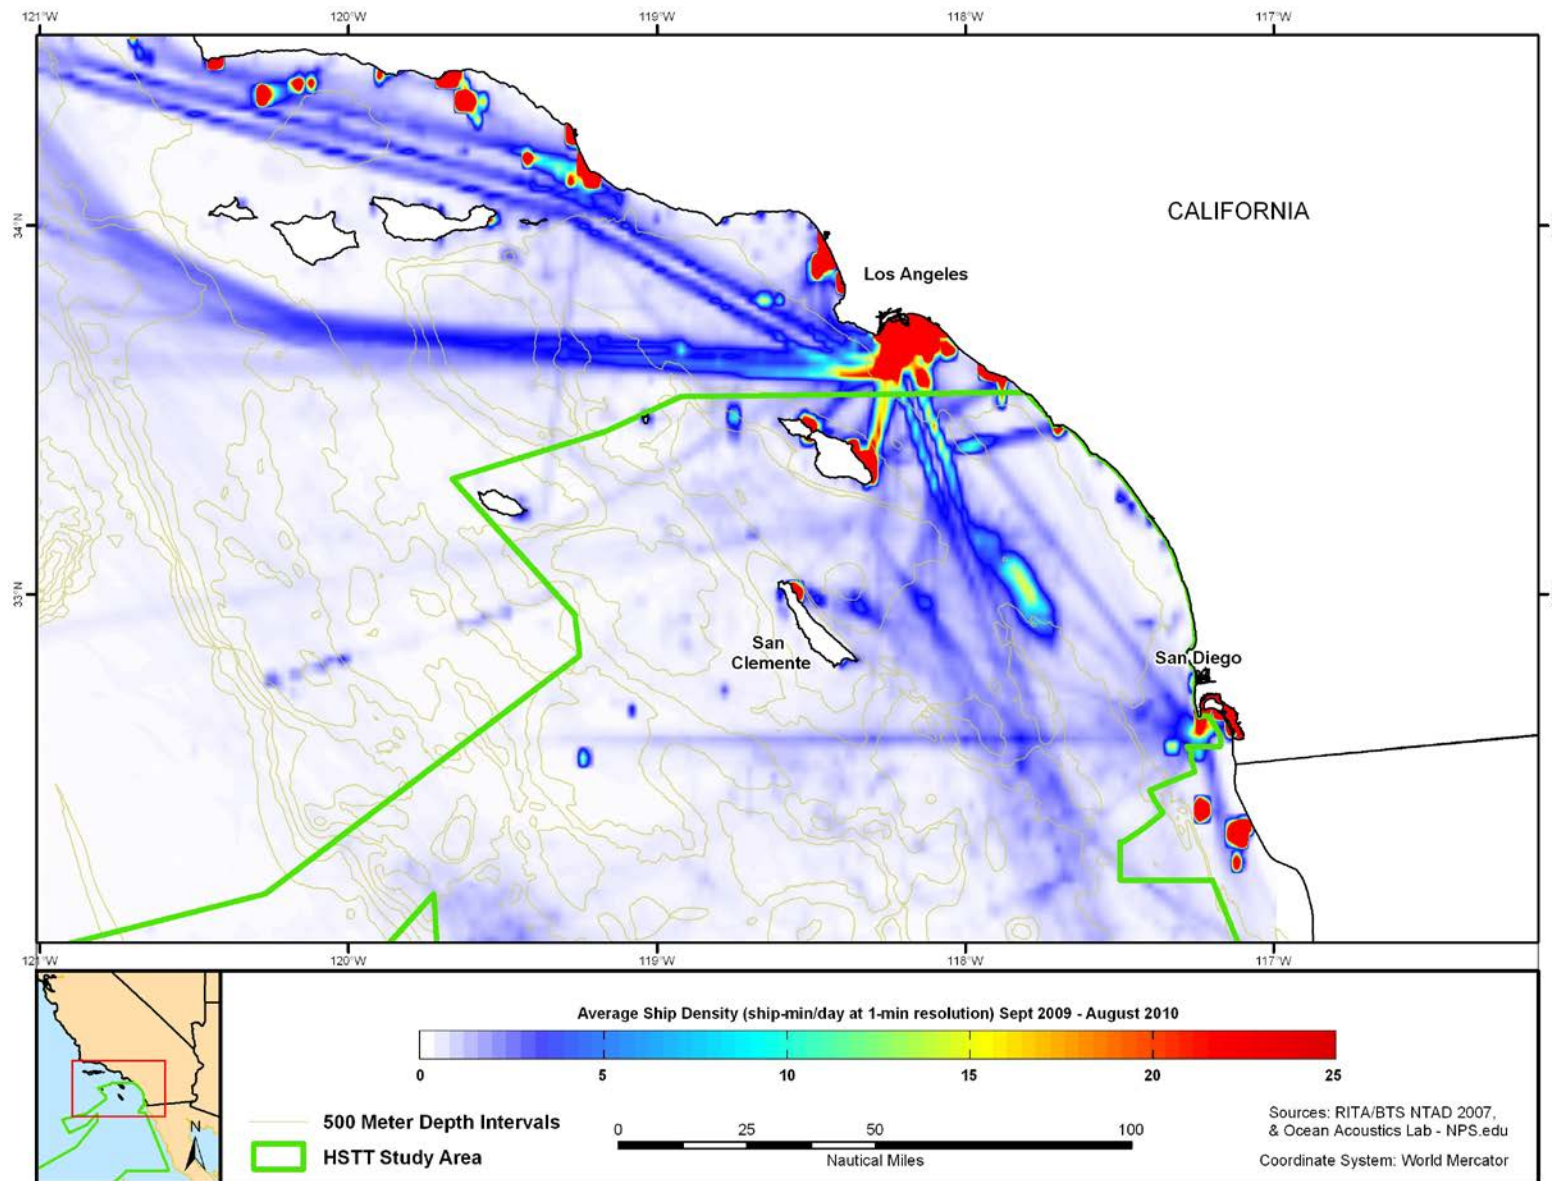 121°W 120°W 119°W 118°W 117°W
34°N
CALIFORNIA
Los Angeles
33°N
San
Clemente
San Diego
121°W 120°W 119°W 118°W 117°W
Average Ship Density (ship-min/day at 1-min resolution) Sept 2009 - August 2010
0 5 10 15 20 25
N
500 Meter Depth Intervals
HSTT Study Area
0 25 50 100
Nautical Miles
Sources: RITA/BTS NTAD 2007,
& Ocean Acoustics Lab - NPS.edu
Coordinate System: World Mercator